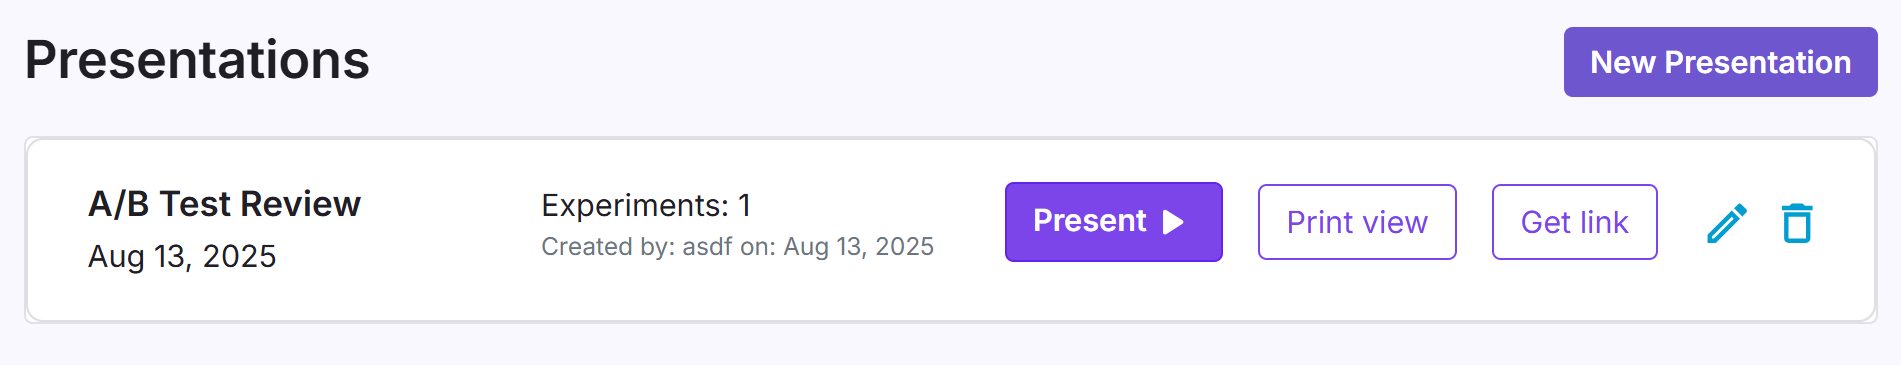 Presentations
New Presentation
A/B Test Review
Aug 13, 2025
Experiments: 1
Created by: asdf on: Aug 13, 2025
Present
Print view
Get link